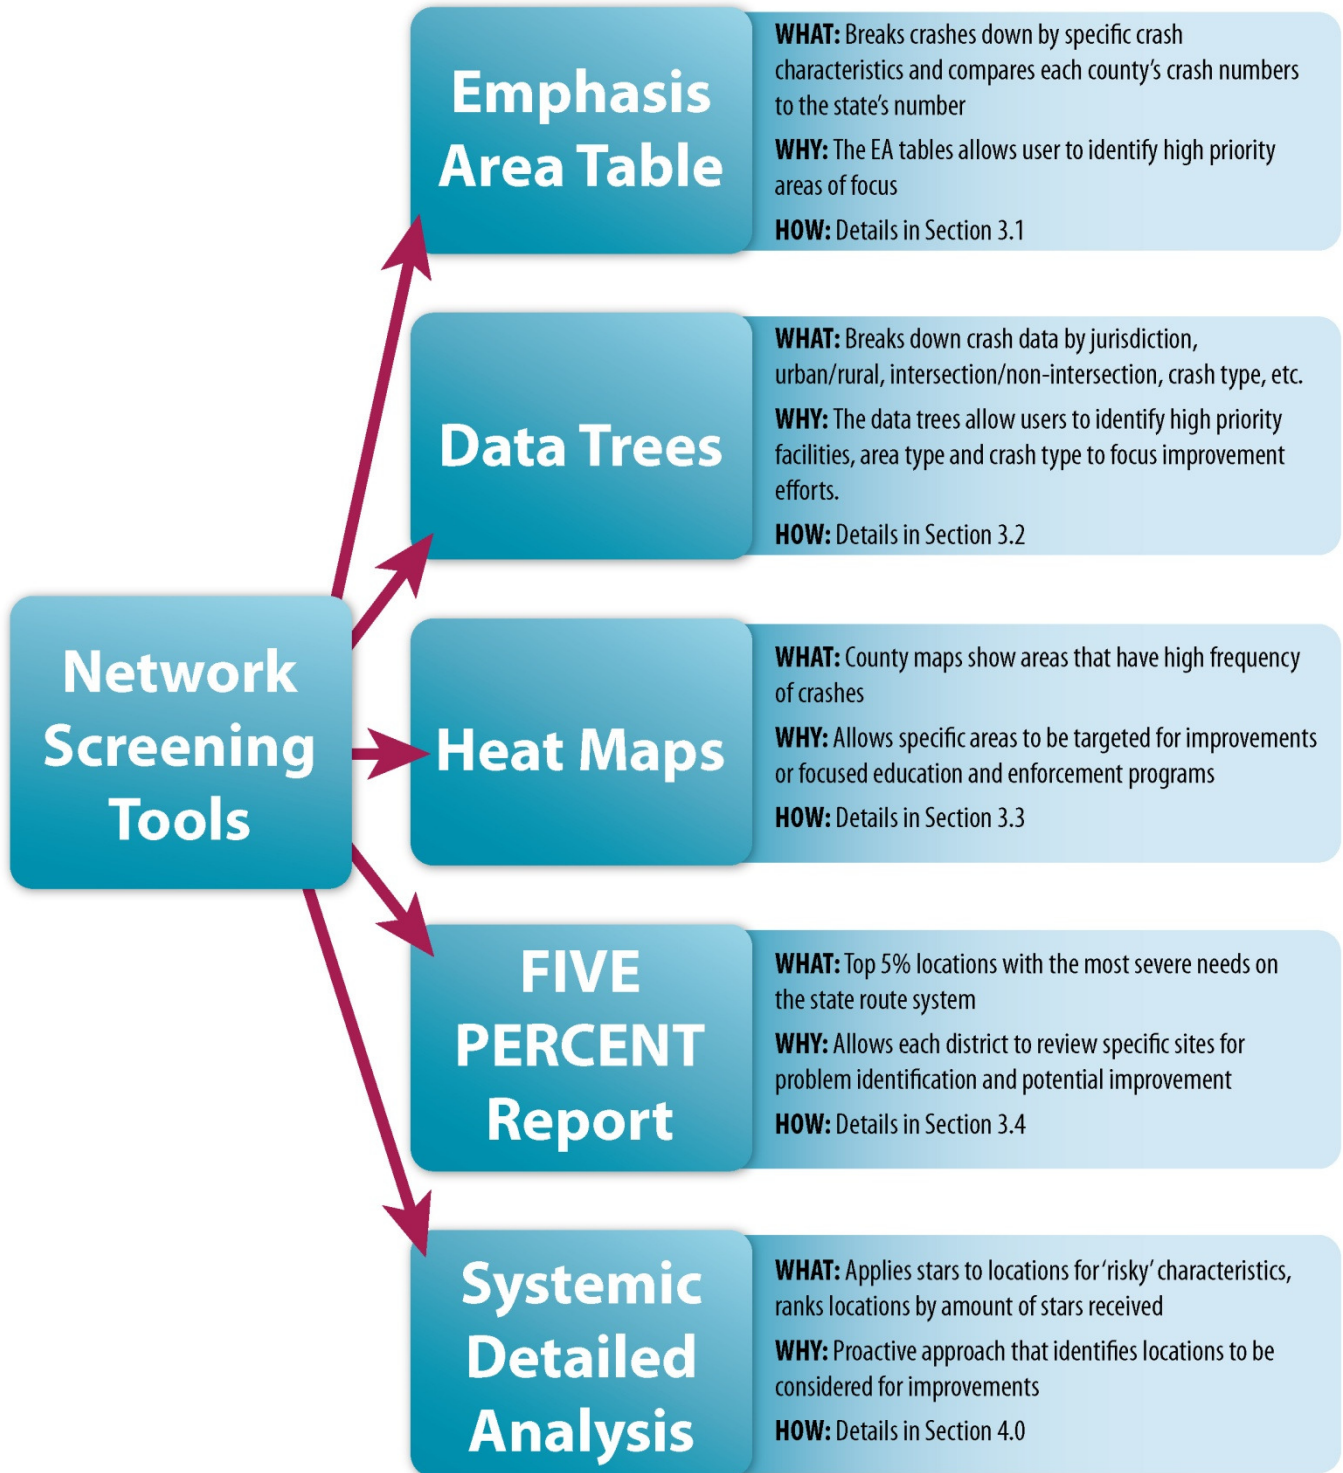 Network
Screening
Tools
Emphasis
Area Table
WHAT: Breaks crashes down by specific crash
characteristics and compares each county's crash numbers
to the state's number
WHY: The EA tables allows user to identify high priority
areas of focus
HOW: Details in Section 3.1
Data Trees
WHAT: Breaks down crash data by jurisdiction,
urban/rural, intersection/non-intersection, crash type, etc.
WHY: The data trees allow users to identify high priority
facilities, area type and crash type to focus improvement
efforts.
HOW: Details in Section 3.2
Heat Maps
WHAT: County maps show areas that have high frequency
of crashes
WHY: Allows specific areas to be targeted for improvements
or focused education and enforcement programs
HOW: Details in Section 3.3
FIVE
PERCENT
Report
WHAT: Top 5% locations with the most severe needs on
the state route system
WHY: Allows each district to review specific sites for
problem identification and potential improvement
HOW: Details in Section 3.4
Systemic
Detailed
Analysis
WHAT: Applies stars to locations for 'risky' characteristics,
ranks locations by amount of stars received
WHY: Proactive approach that identifies locations to be
considered for improvements
HOW: Details in Section 4.0